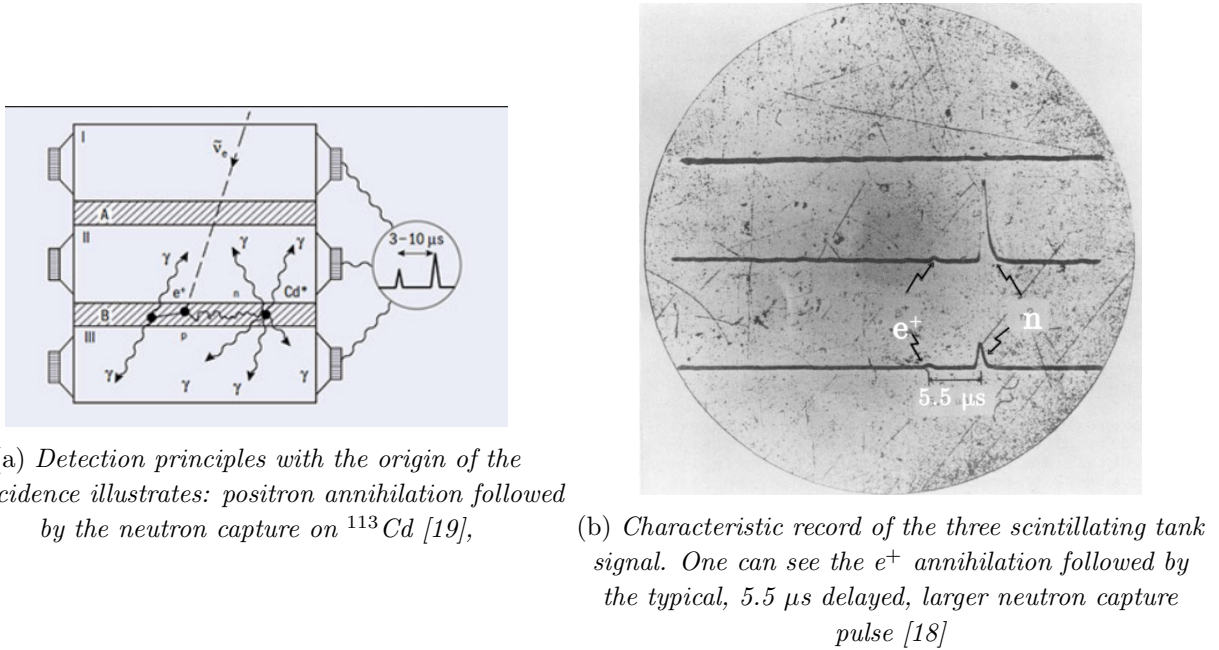 I
ν̃e
A
II
γ
γ
γ
e⁺
n
Cd*
B
p
III
γ
γ
γ
γ
3–10 μs
e+
n
5.5 μs
a) Detection principles with the origin of the
cidence illustrates: positron annihilation followed
by the neutron capture on ¹¹³Cd [19],
(b) Characteristic record of the three scintillating tank
signal. One can see the e⁺ annihilation followed by
the typical, 5.5 μs delayed, larger neutron capture
pulse [18]